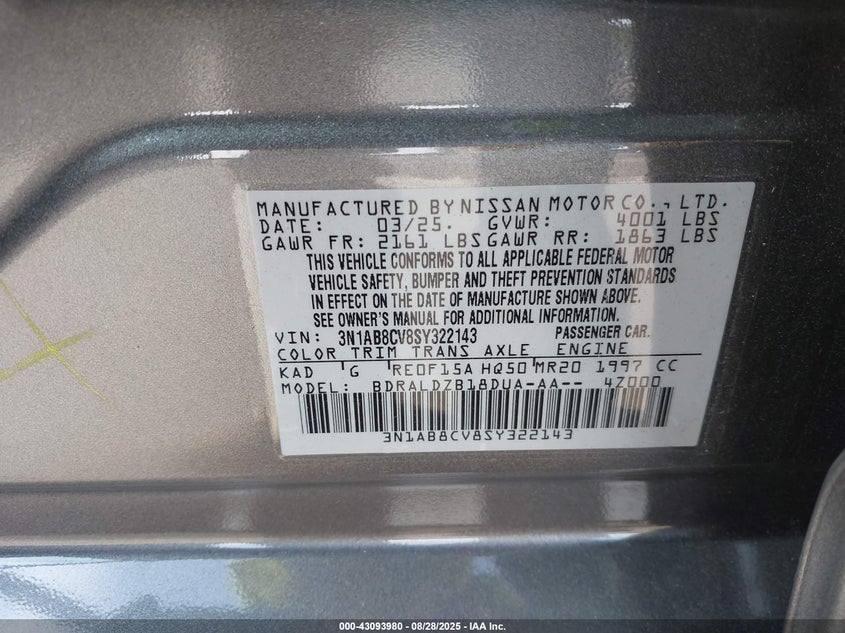 MANUFACTURED BY NISSAN MOTOR CO., LTD.
DATE: 03/25. GVWR: 4001 LBS
GAWR FR: 2161 LBS GAWR RR: 1863 LBS
THIS VEHICLE CONFORMS TO ALL APPLICABLE FEDERAL MOTOR
VEHICLE SAFETY, BUMPER AND THEFT PREVENTION STANDARDS
IN EFFECT ON THE DATE OF MANUFACTURE SHOWN ABOVE.
SEE OWNER'S MANUAL FOR ADDITIONAL INFORMATION.
VIN: 3N1AB8CV8SY322143 PASSENGER CAR.
COLOR TRIM TRANS AXLE ENGINE
KAD G RE0F15A HQ50 MR20 1997 CC
MODEL: BDRALDZB18DUA-AA-- 4Z000
3N1AB8CV8SY322143
000-43093980 | 08/28/2025 - IAA Inc.